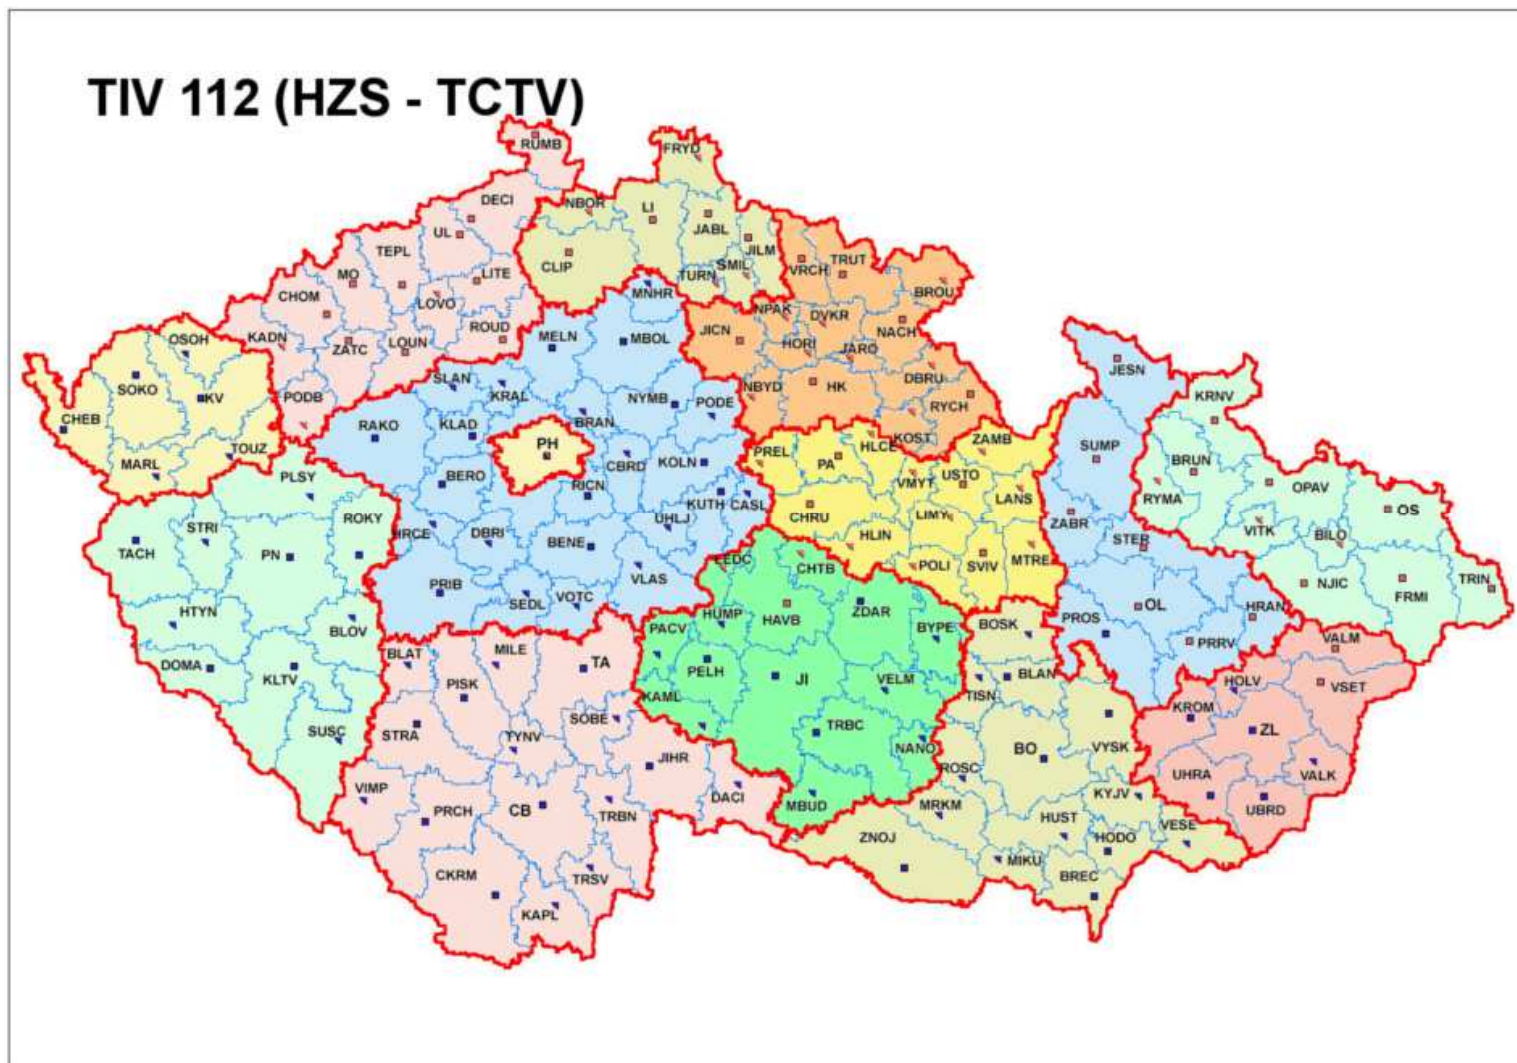 TIV 112 (HZS - TCTV)
RUMB
FRYD
DECI
NBOR
LI
UL
JABL
TEPL
JILM
CLIP
SMIL
VRCH
TRUT
MO
LITE
TURN
CHOM
LOVO
MNHR
BROU
NPAK
DVKR
KADN
ROUD
JICN
NACH
OSOH
LOUN
MELN
MBOL
HORI
JARO
ZATC
JESN
SOKO
SLAN
DBRU
KV
PODB
KRAL
NYMB
NBYD
HK
KRNV
CHEB
PODE
RYCH
RAKO
KLAD
BRAN
KOST
PH
HLCE
ZAMB
SUMP
TOUZ
MARL
PREL
PA
CBRD
KOLN
BRUN
PLSY
BERO
RICN
VMYT
USTO
RYMA
OPAV
LANS
KUTH
CASL
STRI
ROKY
CHRU
LIMY
UHLJ
ZABR
OS
HRCE
DBRI
BENE
HLIN
VITK
BILO
TACH
PN
STER
LEDC
CHTB
POLI
SVIV
MTRE
PRIB
VLAS
NJIC
FRMI
TRIN
SEDL
VOTC
HTYN
HUMP
HAVB
ZDAR
OL
HRAN
BLOV
PACV
BYPE
BOSK
PROS
PRRV
VALM
BLAT
MILE
DOMA
TA
PELH
JI
BLAN
KLTV
PISK
VELM
HOLV
VSET
KAML
TISN
KROM
SUSC
STRA
SOBE
TRBC
TYNV
NANO
BO
VYSK
ZL
JIHR
ROSC
UHRA
VALK
VIMP
DACI
MBUD
KYJV
PRCH
CB
TRBN
MRKM
HUST
UBRD
ZNOJ
HODO
VESE
CKRM
MIKU
BREC
TRSV
KAPL